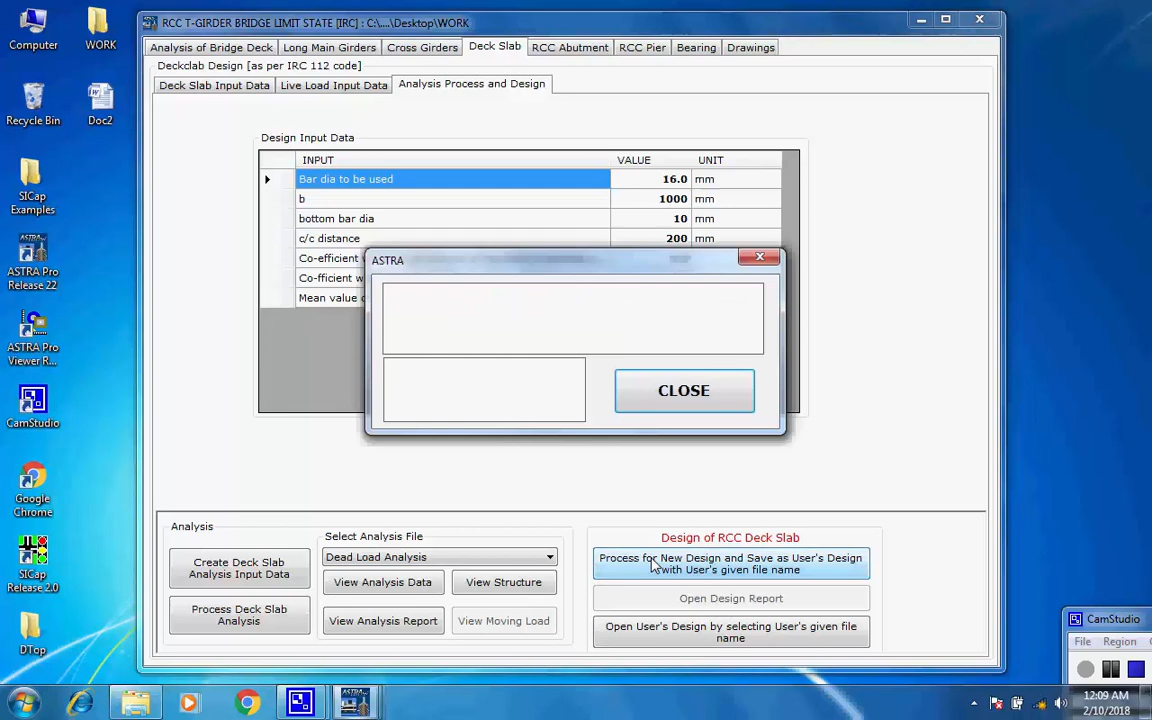 Computer
WORK
Recycle Bin
Doc2
SICap
Examples
ASTRA Pro
Release 22
ASTRA Pro
Viewer R...
CamStudio
Google
Chrome
SICap
Release 2.0
DTop
RCC T-GIRDER BRIDGE LIMIT STATE [IRC] : C:\....\Desktop\WORK
Analysis of Bridge Deck
Long Main Girders
Cross Girders
Deck Slab
RCC Abutment
RCC Pier
Bearing
Drawings
Deckclab Design [as per IRC 112 code]
Deck Slab Input Data
Live Load Input Data
Analysis Process and Design
Design Input Data
INPUT VALUE UNIT
Bar dia to be used 16.0 mm
b 1000 mm
bottom bar dia 10 mm
c/c distance 200 mm
Co-efficient
Co-fficient w
Mean value
ASTRA
CLOSE
Analysis
Create Deck Slab
Analysis Input Data
Process Deck Slab
Analysis
Select Analysis File
Dead Load Analysis
View Analysis Data
View Structure
View Analysis Report
View Moving Load
Design of RCC Deck Slab
Process for New Design and Save as User's Design
with User's given file name
Open Design Report
Open User's Design by selecting User's given file
name
CamStudio
File Region
12:09 AM
2/10/2018